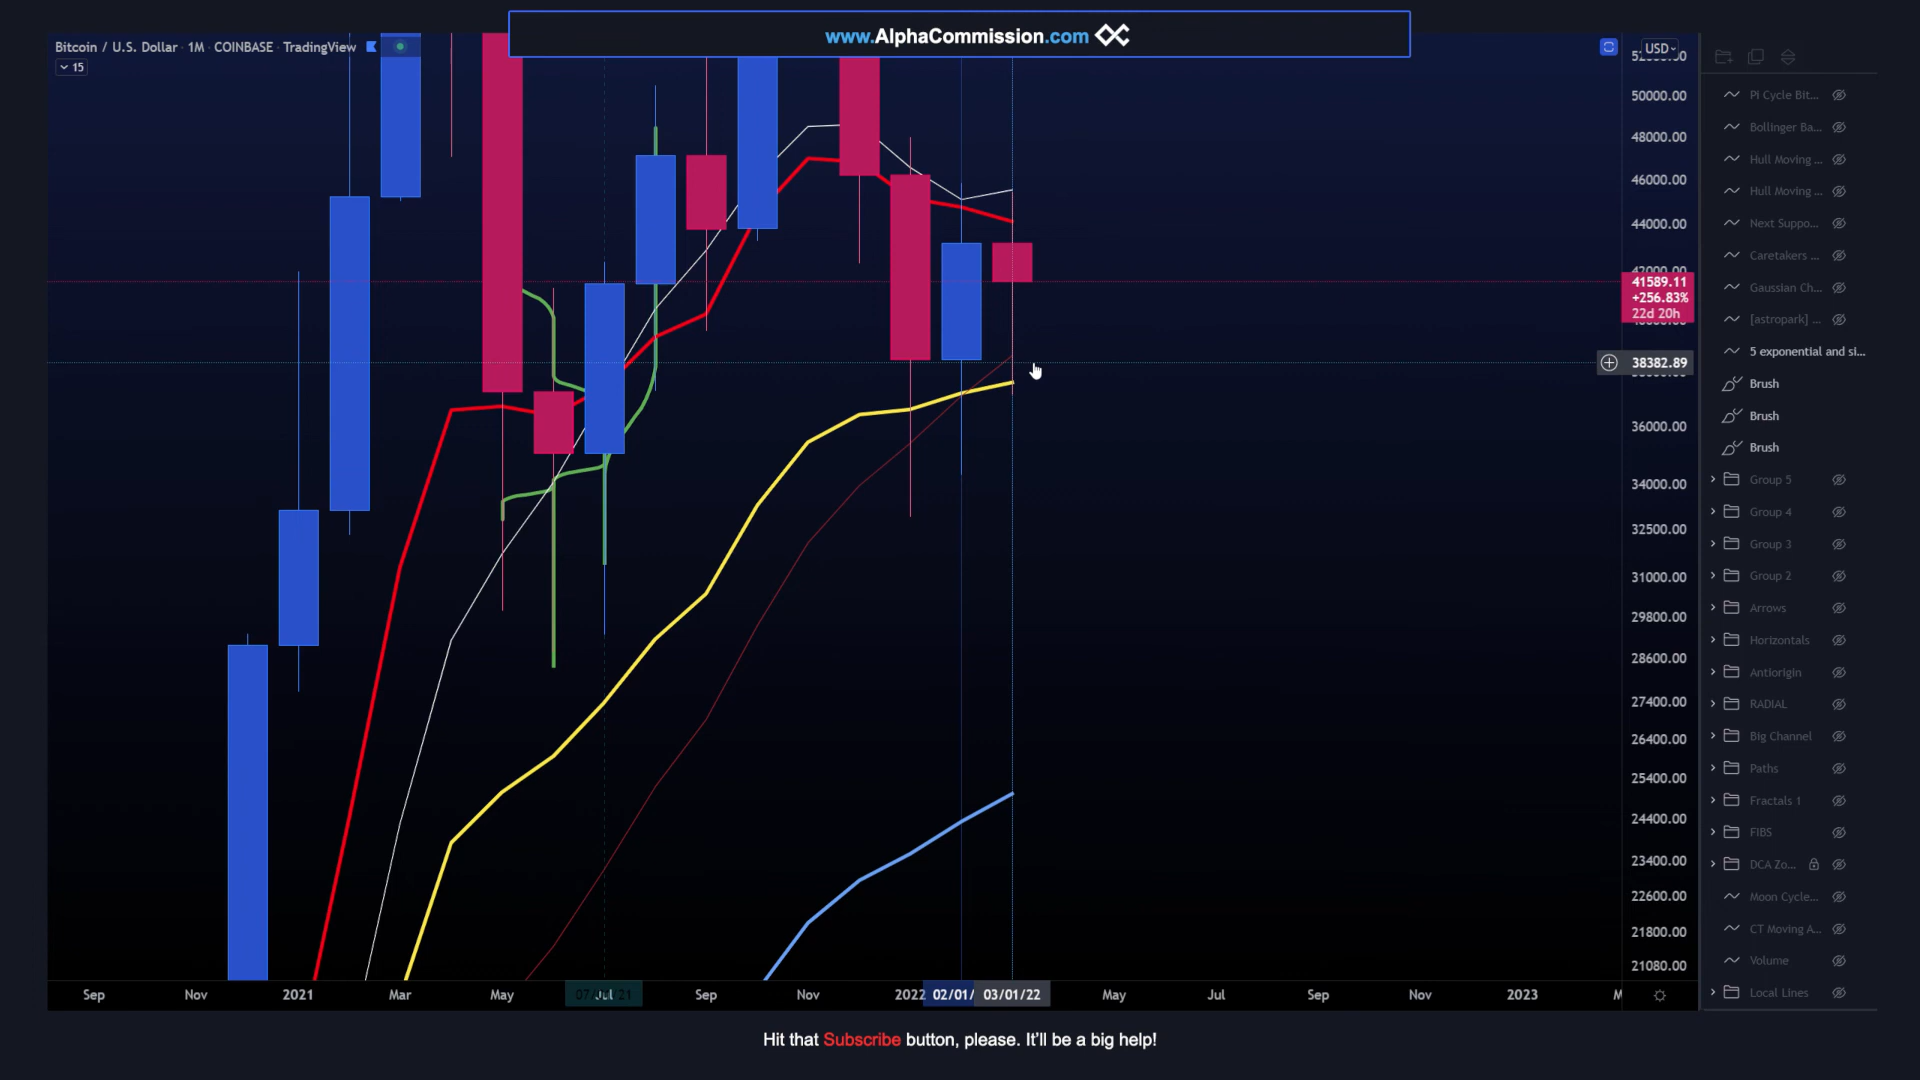 www.AlphaCommission.com
Bitcoin / U.S. Dollar · 1M · COINBASE · TradingView
15
USD
50000.00
48000.00
46000.00
44000.00
42000.00
41589.11
+256.83%
22d 20h
38382.89
36000.00
34000.00
32500.00
31000.00
29800.00
28600.00
27400.00
26400.00
25400.00
24400.00
23400.00
22600.00
21800.00
21080.00
Pi Cycle Bit...
Bollinger Ba...
Hull Moving ...
Hull Moving ...
Next Suppo...
Caretakers ...
Gaussian Ch...
[astropark] ...
5 exponential and si...
Brush
Brush
Brush
Group 5
Group 4
Group 3
Group 2
Arrows
Horizontals
Antiorigin
RADIAL
Big Channel
Paths
Fractals 1
FIBS
DCA Zo...
Moon Cycle...
CT Moving A...
Volume
Local Lines
Sep Nov 2021 Mar May Jul Sep Nov 2022 02/01/ 03/01/22 May Jul Sep Nov 2023
Hit that Subscribe button, please. It'll be a big help!